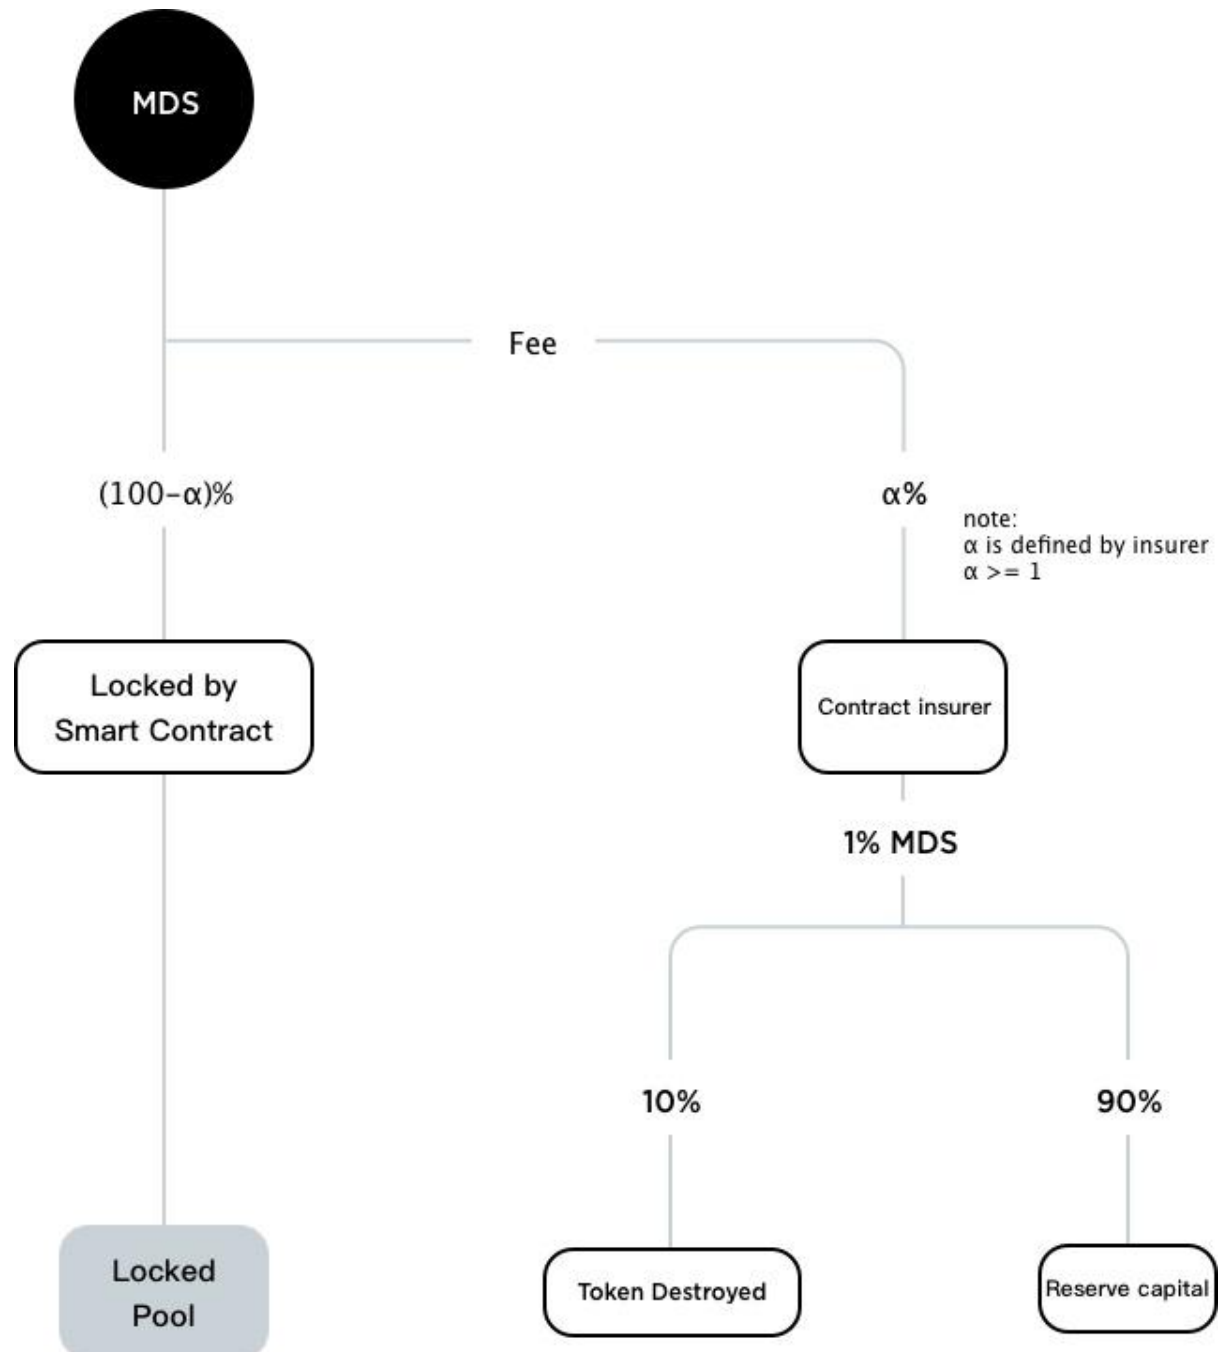 MDS
Fee
(100-α)%
α%
note:
α is defined by insurer
α >= 1
Locked by
Smart Contract
Contract insurer
1% MDS
10%
90%
Locked
Pool
Token Destroyed
Reserve capital